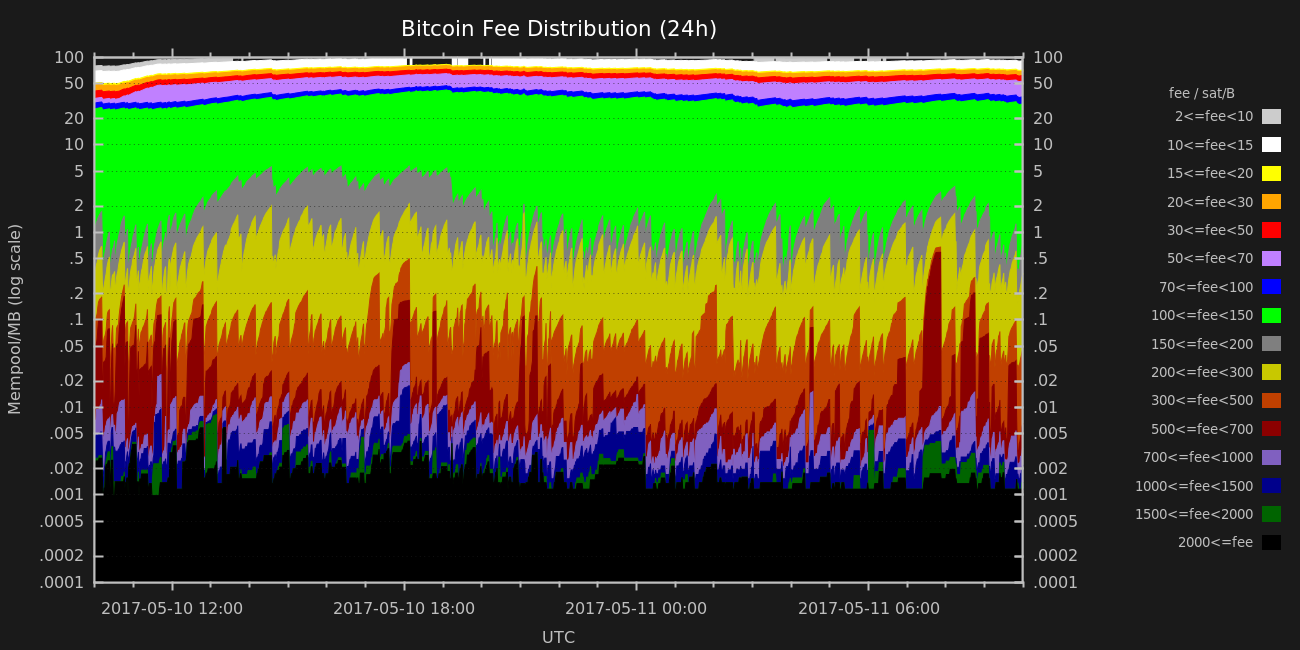 Bitcoin Fee Distribution (24h)
Mempool/MB (log scale)
100
50
20
10
5
2
1
.5
.2
.1
.05
.02
.01
.005
.002
.001
.0005
.0002
.0001
100
50
20
10
5
2
1
.5
.2
.1
.05
.02
.01
.005
.002
.001
.0005
.0002
.0001
fee / sat/B
2<=fee<10
10<=fee<15
15<=fee<20
20<=fee<30
30<=fee<50
50<=fee<70
70<=fee<100
100<=fee<150
150<=fee<200
200<=fee<300
300<=fee<500
500<=fee<700
700<=fee<1000
1000<=fee<1500
1500<=fee<2000
2000<=fee
2017-05-10 12:00 2017-05-10 18:00 2017-05-11 00:00 2017-05-11 06:00
UTC